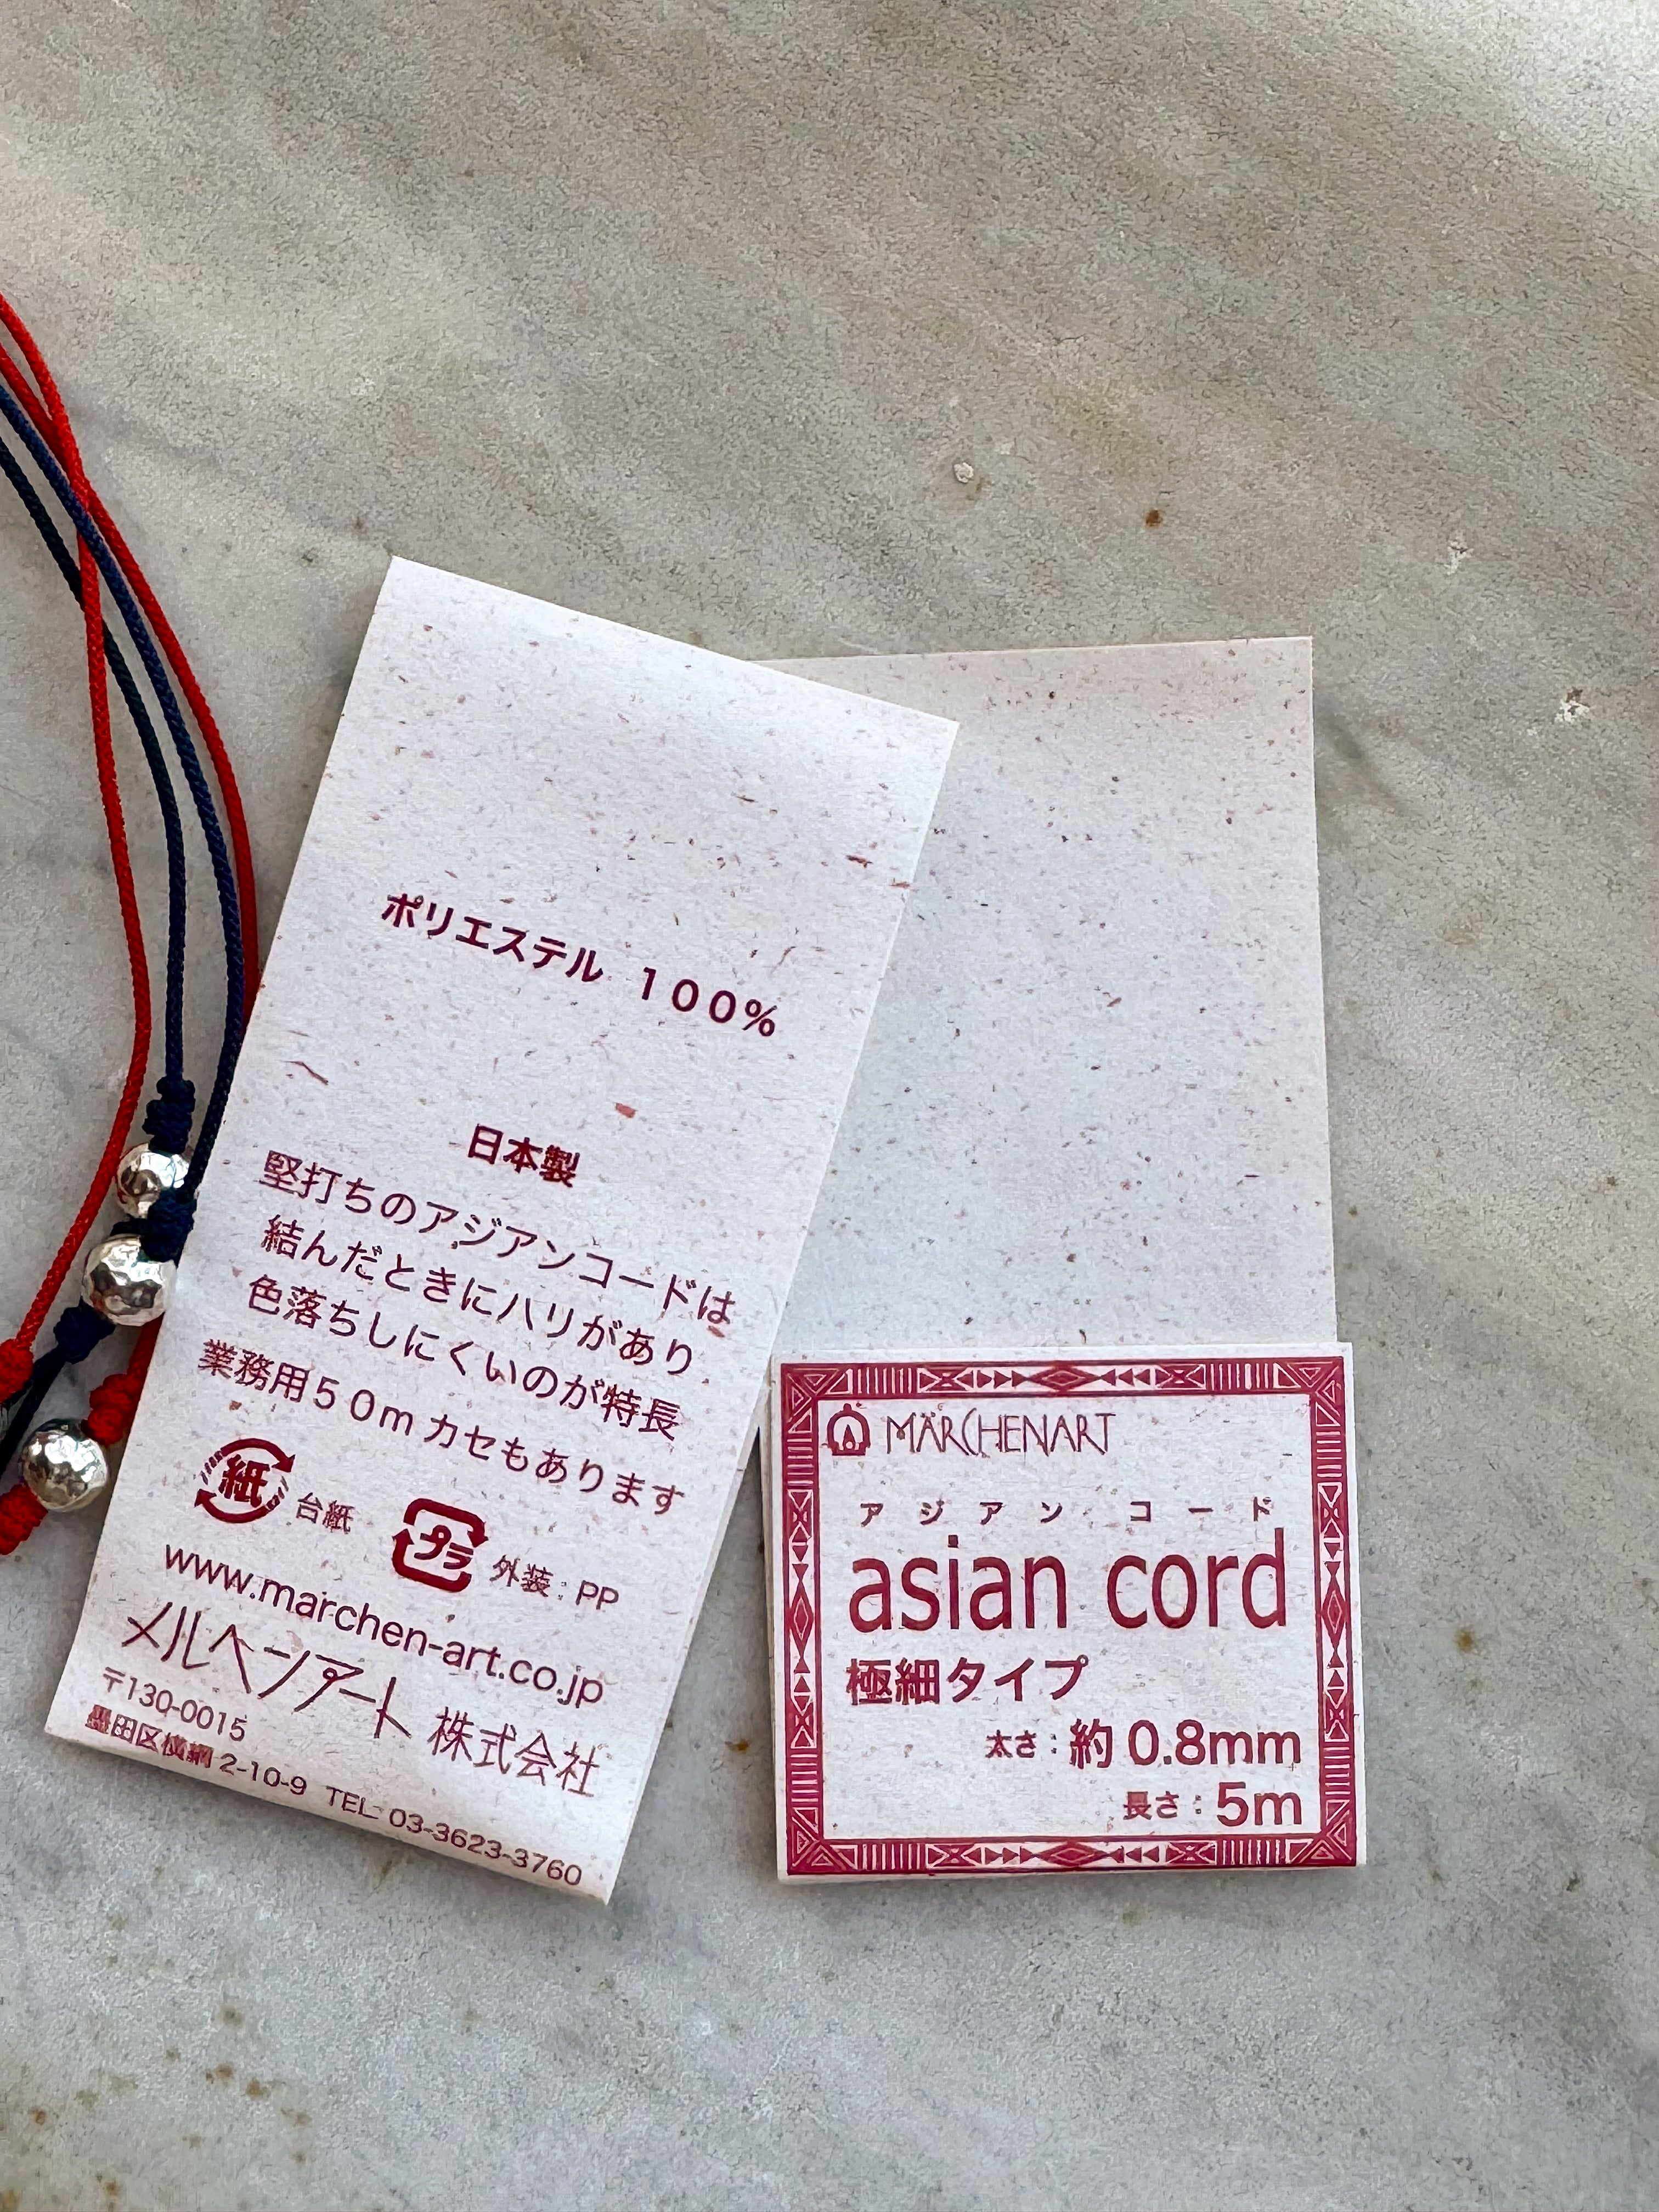 ポリエステル 100%
日本製
堅打ちのアジアンコードは
結んだときにハリがあり
色落ちしにくいのが特長
業務用50mカセもあります
紙 台紙 プラ 外装:PP
www.marchen-art.co.jp
メルヘンアート 株式会社
〒130-0015
墨田区横網2-10-9 TEL: 03-3623-3760
MÄRCHENART
アジアン コード
asian cord
極細タイプ
太さ:約0.8mm
長さ:5m